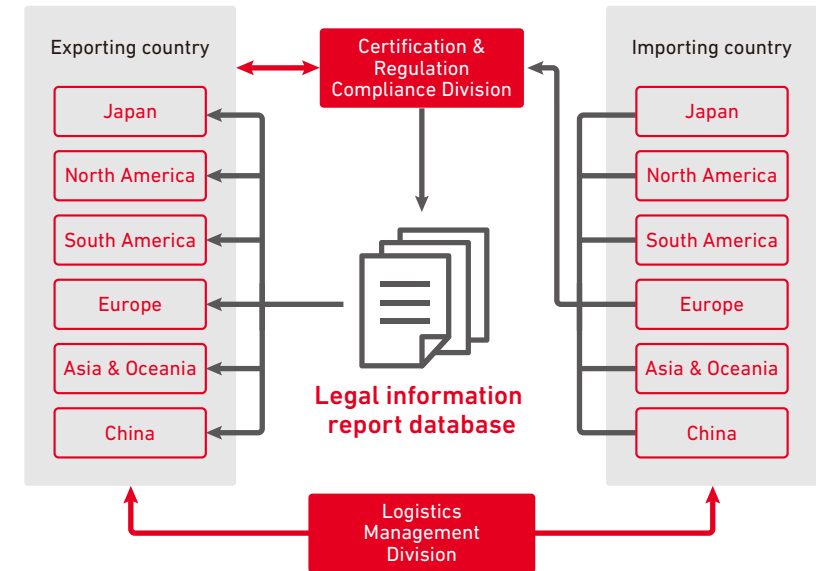 Exporting country
Japan
North America
South America
Europe
Asia & Oceania
China
Certification &
Regulation
Compliance Division
Legal information
report database
Importing country
Japan
North America
South America
Europe
Asia & Oceania
China
Logistics
Management
Division